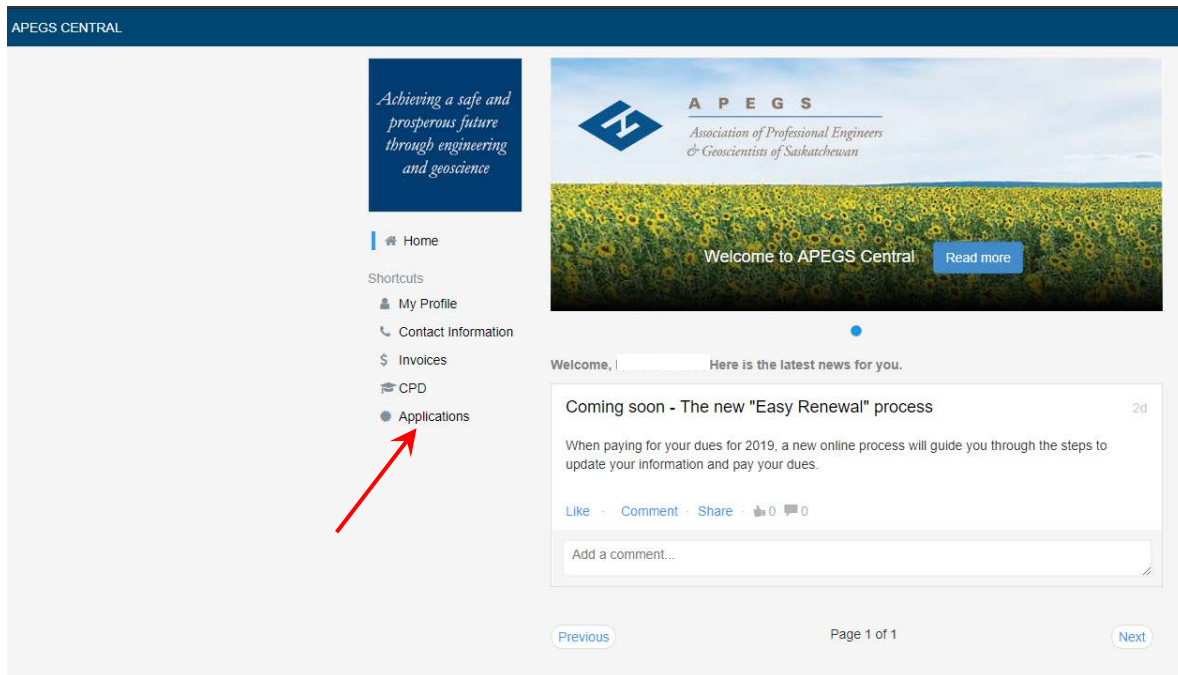 APEGS CENTRAL
Achieving a safe and
prosperous future
through engineering
and geoscience
Home
Shortcuts
My Profile
Contact Information
Invoices
CPD
Applications
A P E G S
Association of Professional Engineers
& Geoscientists of Saskatchewan
Welcome to APEGS Central
Read more
Welcome, Here is the latest news for you.
Coming soon - The new "Easy Renewal" process
2d
When paying for your dues for 2019, a new online process will guide you through the steps to
update your information and pay your dues.
Like · Comment · Share · 0 0
Add a comment...
Previous
Page 1 of 1
Next